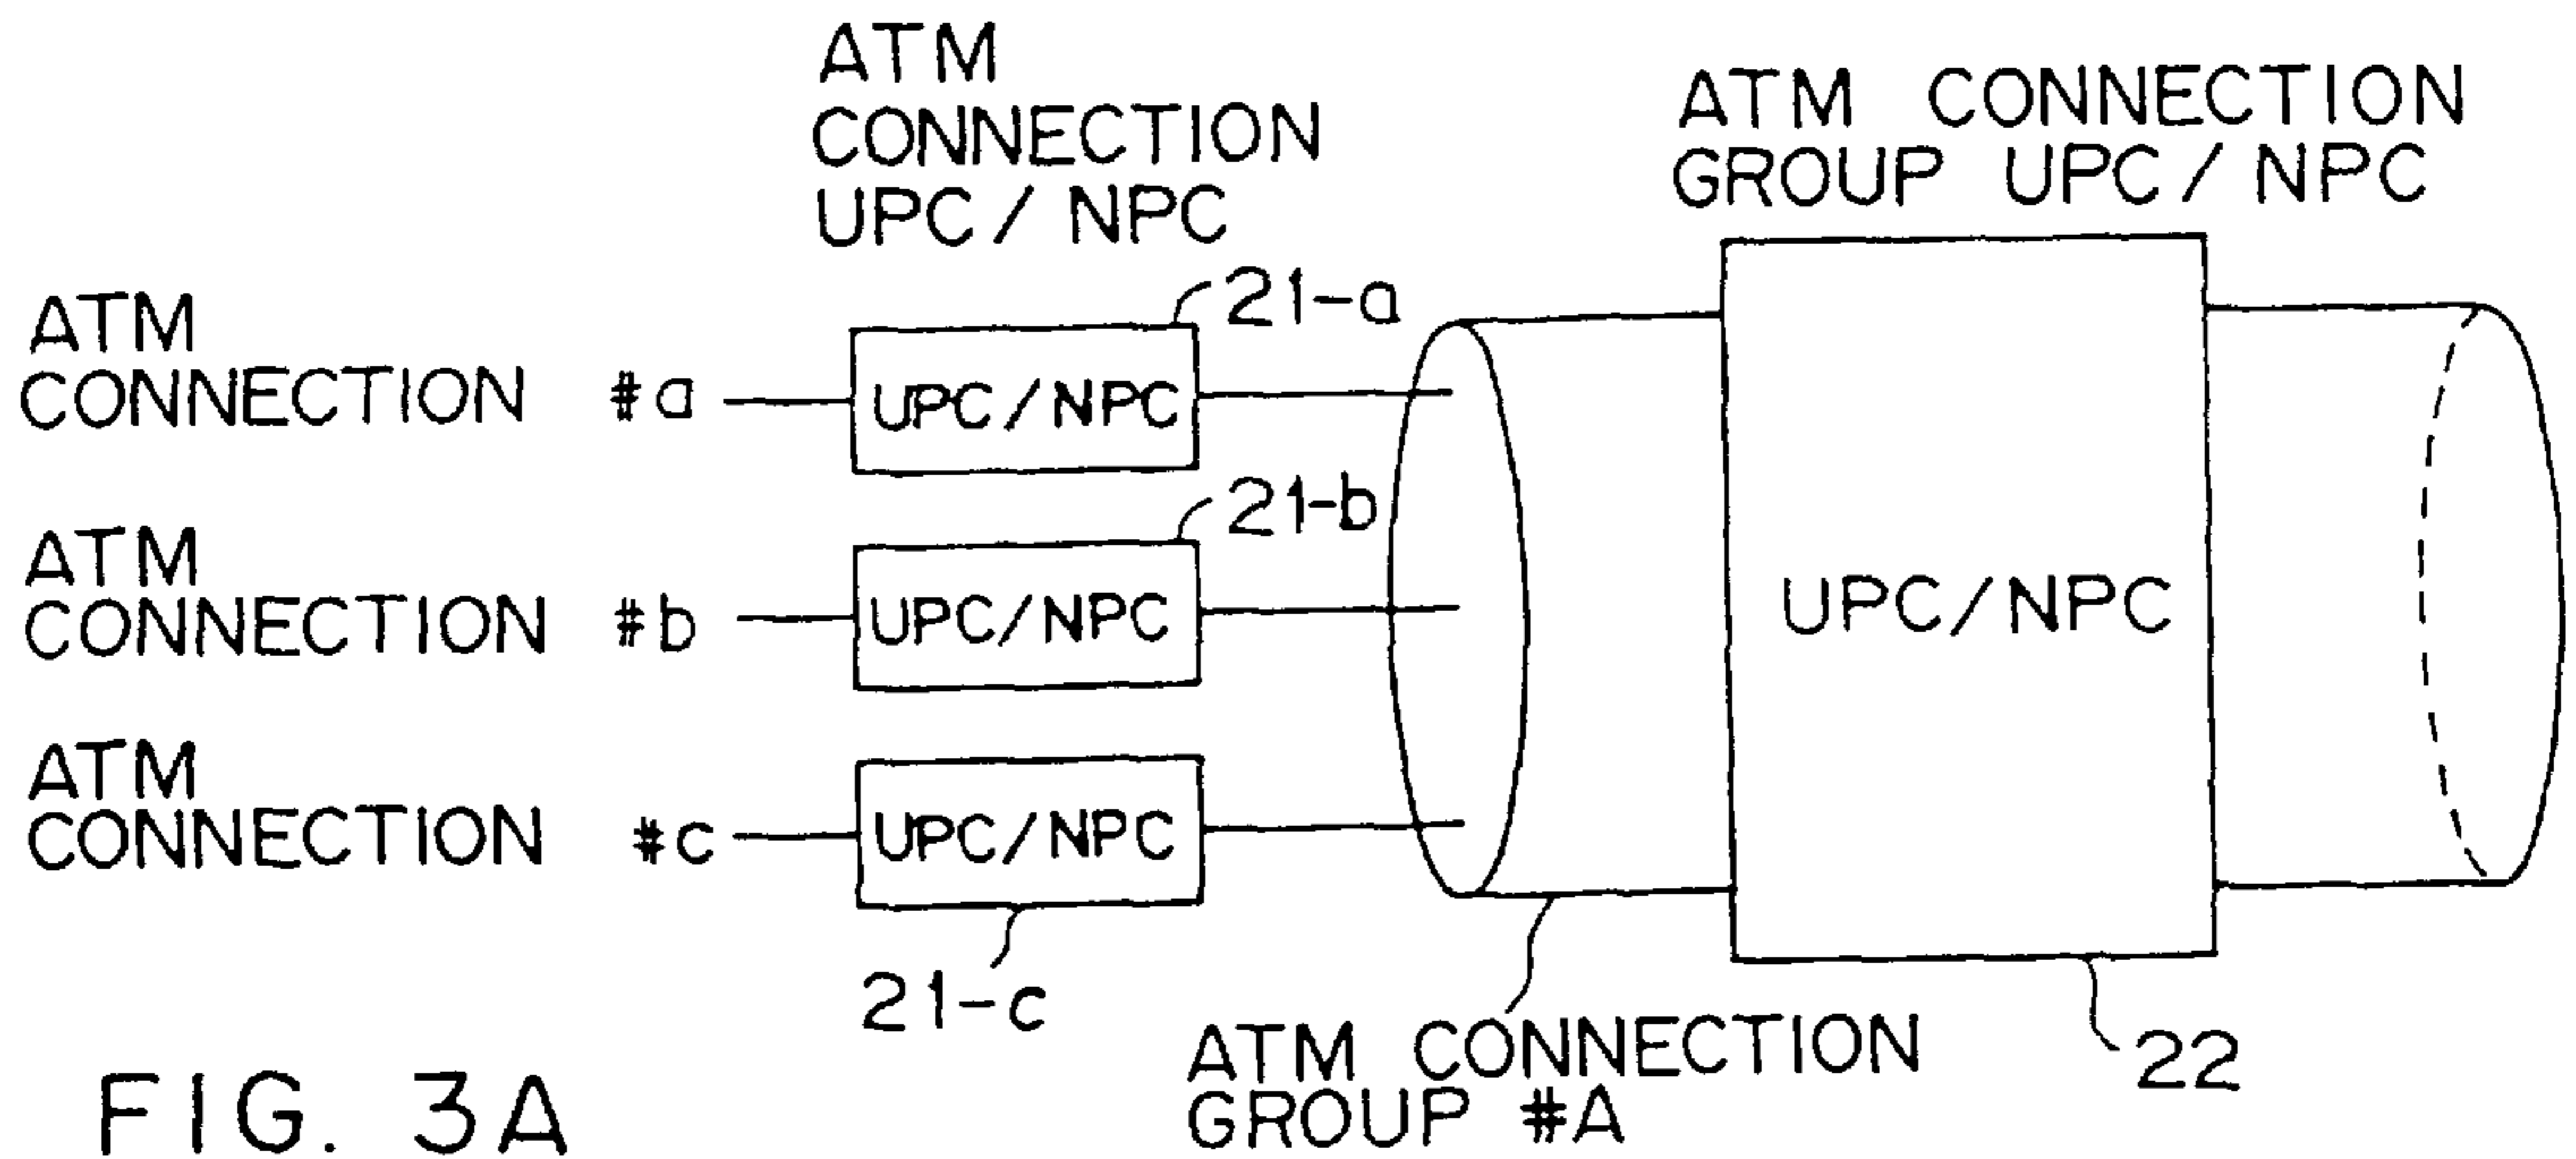 ATM
CONNECTION
UPC/NPC
ATM CONNECTION
GROUP UPC/NPC
21-a
ATM
CONNECTION #a
UPC/NPC
21-b
ATM
CONNECTION #b
UPC/NPC
UPC/NPC
ATM
CONNECTION #c
UPC/NPC
21-c
ATM CONNECTION
GROUP #A
22
FIG. 3A